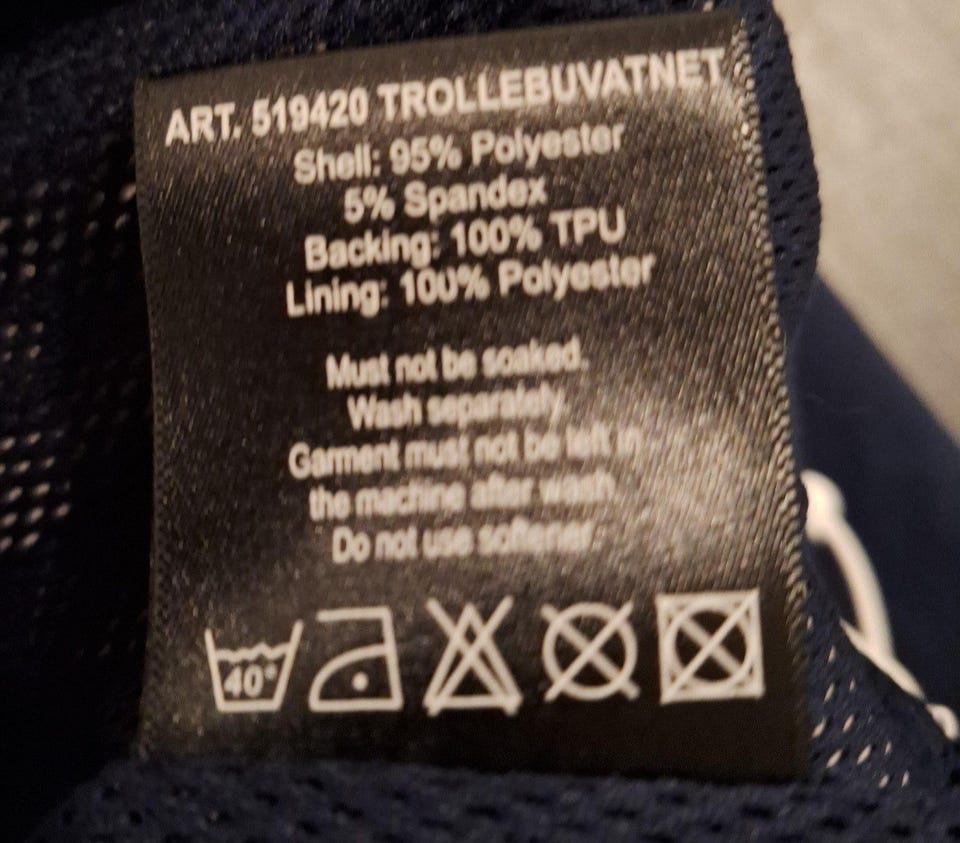 ART. 519420 TROLLEBUVATNET
Shell: 95% Polyester
5% Spandex
Backing: 100% TPU
Lining: 100% Polyester
Must not be soaked.
Wash separately.
Garment must not be left in
the machine after wash.
Do not use softener
40°